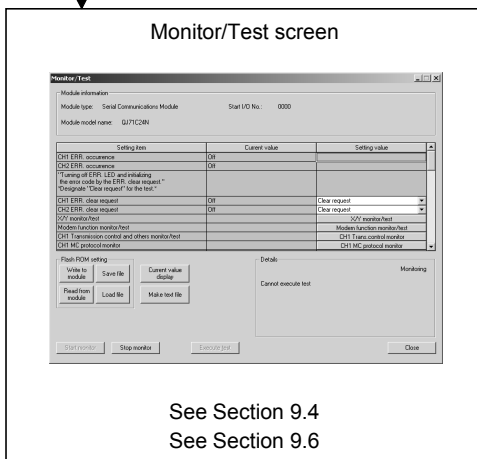 Monitor/Test screen
Monitor/Test
Module information
Module type: Serial Communications Module Start I/O No.: 0000
Module model name: QJ71C24N
Setting item Current value Setting value
CH1 ERR. occurrence Off
CH2 ERR. occurrence Off
"Turning off ERR. LED and initializing
the error code by the ERR. clear request."
"Designate "Clear request" for the test."
CH1 ERR. clear request Off Clear request
CH2 ERR. clear request Off Clear request
X/Y monitor/test X/Y monitor/test
Modem function monitor/test Modem function monitor/test
CH1 Transmission control and others monitor/test CH1 Trans.control monitor
CH1 MC protocol monitor CH1 MC protocol monitor
Flash ROM setting
Write to module
Save file
Current value display
Read from module
Load file
Make text file
Details
Monitoring
Cannot execute test
Start monitor Stop monitor Execute test Close
See Section 9.4
See Section 9.6